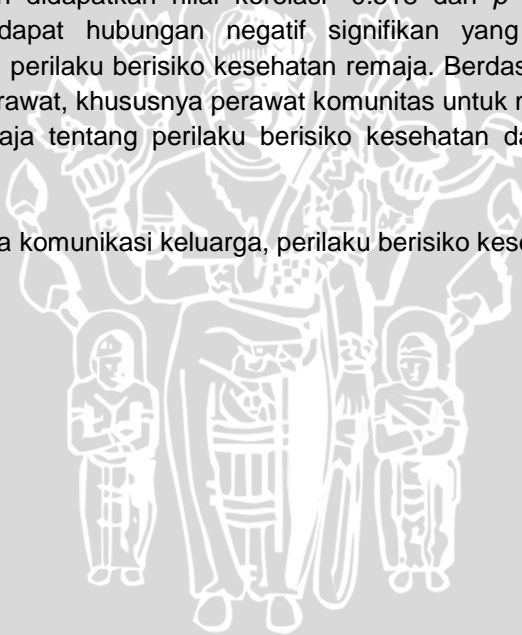 didapatkan nilai korelasi -0.318 dan p
dapat hubungan negatif signifikan yang
perilaku berisiko kesehatan remaja. Berdas
rawat, khususnya perawat komunitas untuk
aja tentang perilaku berisiko kesehatan da
a komunikasi keluarga, perilaku berisiko kese